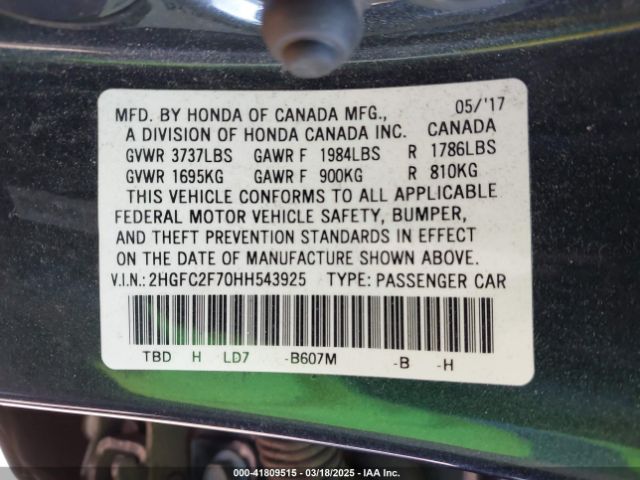 MFD. BY HONDA OF CANADA MFG., 05/'17
A DIVISION OF HONDA CANADA INC. CANADA
GVWR 3737LBS GAWR F 1984LBS R 1786LBS
GVWR 1695KG GAWR F 900KG R 810KG
THIS VEHICLE CONFORMS TO ALL APPLICABLE
FEDERAL MOTOR VEHICLE SAFETY, BUMPER,
AND THEFT PREVENTION STANDARDS IN EFFECT
ON THE DATE OF MANUFACTURE SHOWN ABOVE.
V.I.N.: 2HGFC2F70HH543925 TYPE: PASSENGER CAR
TBD H LD7 -B607M -B -H
000-41809515 — 03/18/2025 — IAA Inc.